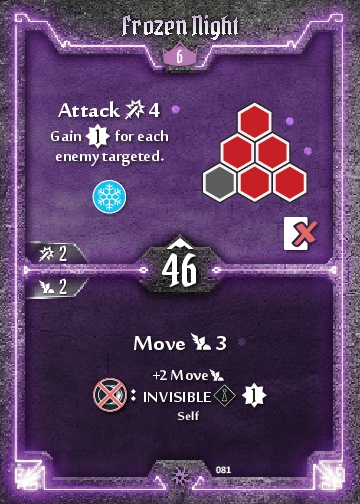 Frozen Night
6
Attack 4
Gain 1 for each
enemy targeted.
2
46
2
Move 3
+2 Move
: INVISIBLE 1
Self
081